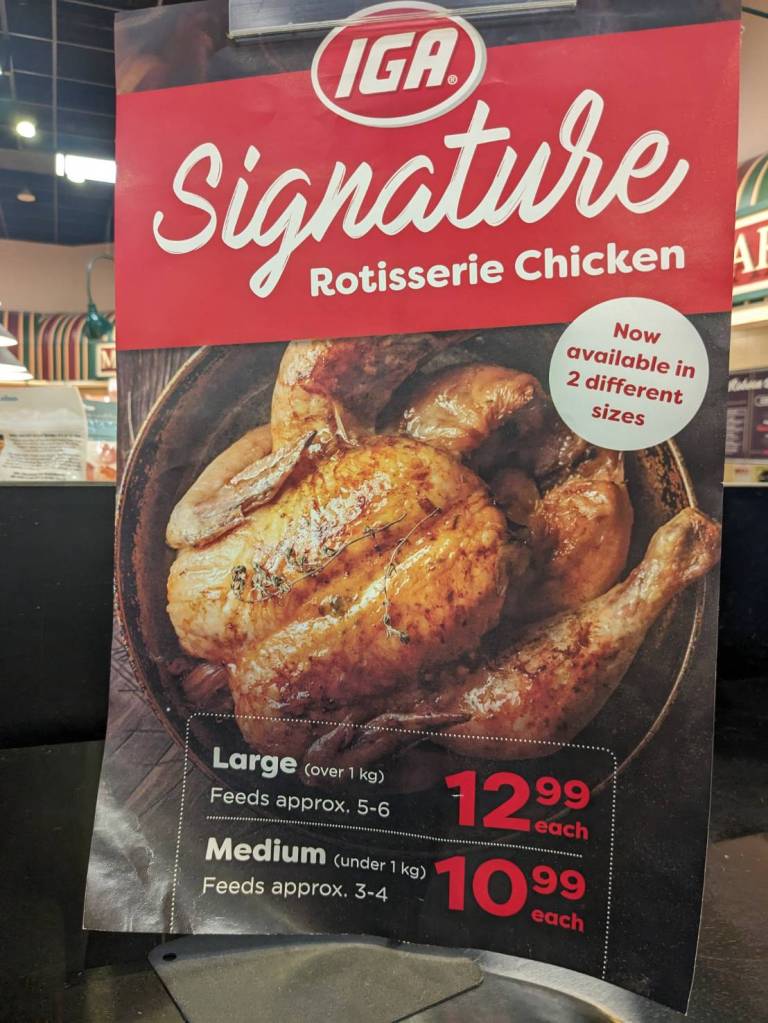 IGA®
Signature
Rotisserie Chicken
Now
available in
2 different
sizes
Large (over 1 kg)
Feeds approx. 5-6
12 99
each
Medium (under 1 kg)
Feeds approx. 3-4
10 99
each